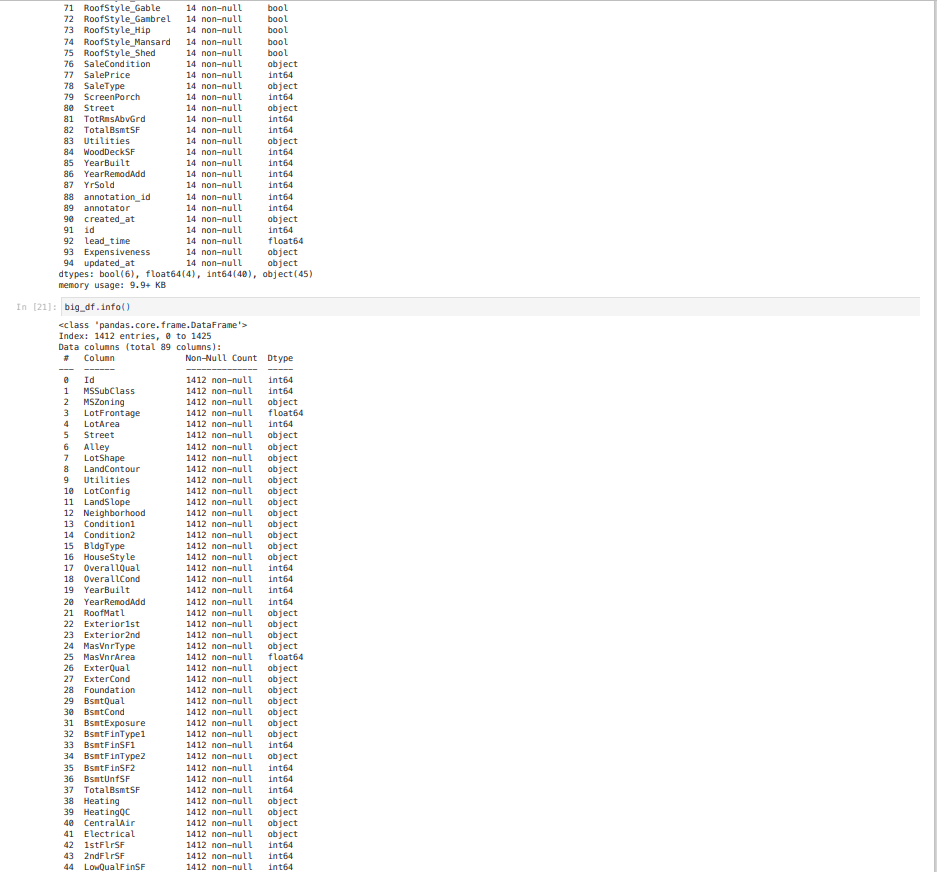 71 RoofStyle_Gable 14 non-null bool
72 RoofStyle_Gambrel 14 non-null bool
73 RoofStyle_Hip 14 non-null bool
74 RoofStyle_Mansard 14 non-null bool
75 RoofStyle_Shed 14 non-null bool
76 SaleCondition 14 non-null object
77 SalePrice 14 non-null int64
78 SaleType 14 non-null object
79 ScreenPorch 14 non-null int64
80 Street 14 non-null object
81 TotRmsAbvGrd 14 non-null int64
82 TotalBsmtSF 14 non-null int64
83 Utilities 14 non-null object
84 WoodDeckSF 14 non-null int64
85 YearBuilt 14 non-null int64
86 YearRemodAdd 14 non-null int64
87 YrSold 14 non-null int64
88 annotation_id 14 non-null int64
89 annotator 14 non-null int64
90 created_at 14 non-null object
91 id 14 non-null int64
92 lead_time 14 non-null float64
93 Expensiveness 14 non-null object
94 updated_at 14 non-null object
dtypes: bool(6), float64(4), int64(40), object(45)
memory usage: 9.9+ KB
In [21]: big_df.info()
<class 'pandas.core.frame.DataFrame'>
Index: 1412 entries, 0 to 1425
Data columns (total 89 columns):
# Column Non-Null Count Dtype
--- ------ -------------- -----
0 Id 1412 non-null int64
1 MSSubClass 1412 non-null int64
2 MSZoning 1412 non-null object
3 LotFrontage 1412 non-null float64
4 LotArea 1412 non-null int64
5 Street 1412 non-null object
6 Alley 1412 non-null object
7 LotShape 1412 non-null object
8 LandContour 1412 non-null object
9 Utilities 1412 non-null object
10 LotConfig 1412 non-null object
11 LandSlope 1412 non-null object
12 Neighborhood 1412 non-null object
13 Condition1 1412 non-null object
14 Condition2 1412 non-null object
15 BldgType 1412 non-null object
16 HouseStyle 1412 non-null object
17 OverallQual 1412 non-null int64
18 OverallCond 1412 non-null int64
19 YearBuilt 1412 non-null int64
20 YearRemodAdd 1412 non-null int64
21 RoofMatl 1412 non-null object
22 Exterior1st 1412 non-null object
23 Exterior2nd 1412 non-null object
24 MasVnrType 1412 non-null object
25 MasVnrArea 1412 non-null float64
26 ExterQual 1412 non-null object
27 ExterCond 1412 non-null object
28 Foundation 1412 non-null object
29 BsmtQual 1412 non-null object
30 BsmtCond 1412 non-null object
31 BsmtExposure 1412 non-null object
32 BsmtFinType1 1412 non-null object
33 BsmtFinSF1 1412 non-null int64
34 BsmtFinType2 1412 non-null object
35 BsmtFinSF2 1412 non-null int64
36 BsmtUnfSF 1412 non-null int64
37 TotalBsmtSF 1412 non-null int64
38 Heating 1412 non-null object
39 HeatingQC 1412 non-null object
40 CentralAir 1412 non-null object
41 Electrical 1412 non-null object
42 1stFlrSF 1412 non-null int64
43 2ndFlrSF 1412 non-null int64
44 LowQualFinSF 1412 non-null int64